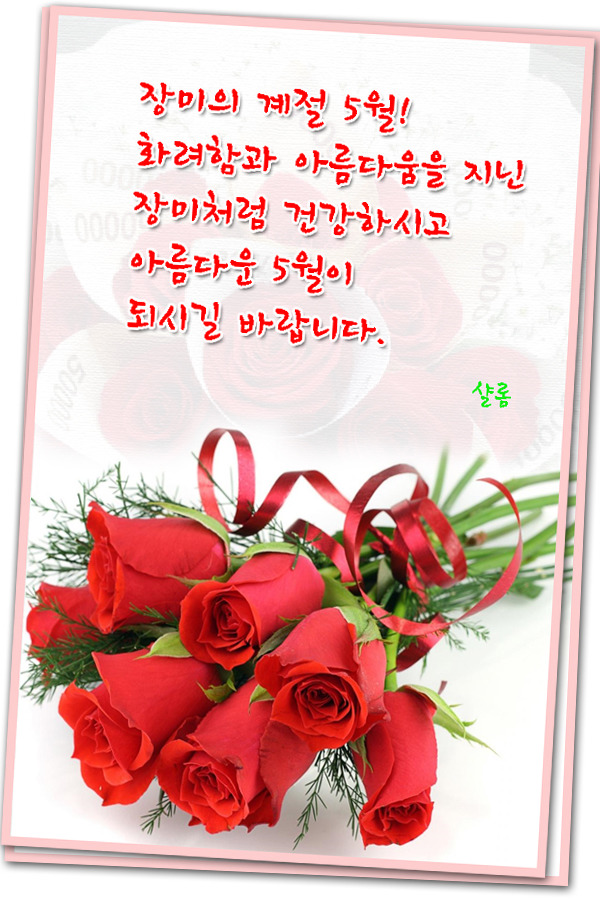 장미의 계절 5월!
화려함과 아름다움을 지닌
장미처럼 건강하시고
아름다운 5월이
되시길 바랍니다.
샬롬